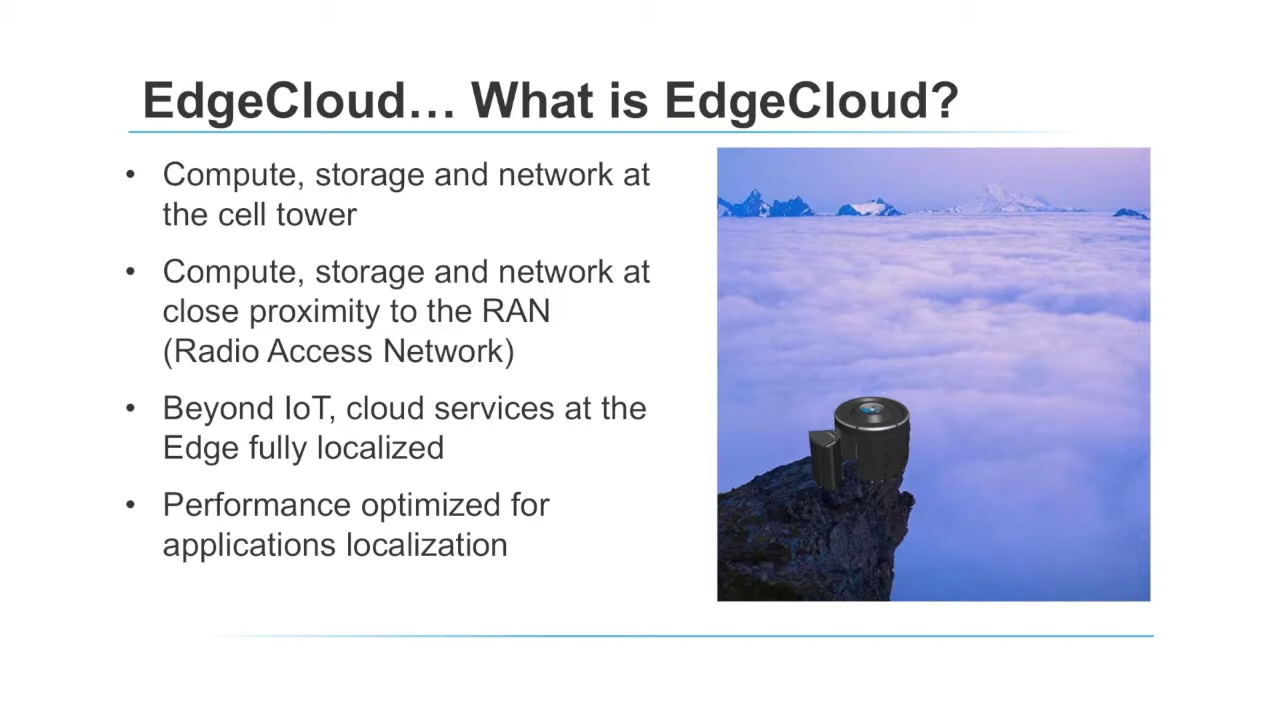 EdgeCloud… What is EdgeCloud?
• Compute, storage and network at
the cell tower
• Compute, storage and network at
close proximity to the RAN
(Radio Access Network)
• Beyond IoT, cloud services at the
Edge fully localized
• Performance optimized for
applications localization